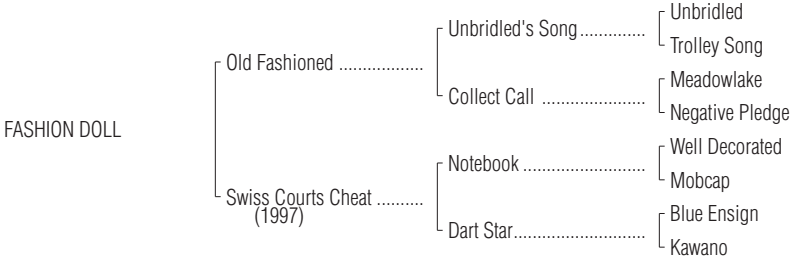 Unbridled
Unbridled's Song..............
Trolley Song
Old Fashioned ..................
Meadowlake
Collect Call ......................
Negative Pledge
FASHION DOLL
Well Decorated
Notebook ..........................
Mobcap
Swiss Courts Cheat ..........
(1997)
Blue Ensign
Dart Star............................
Kawano